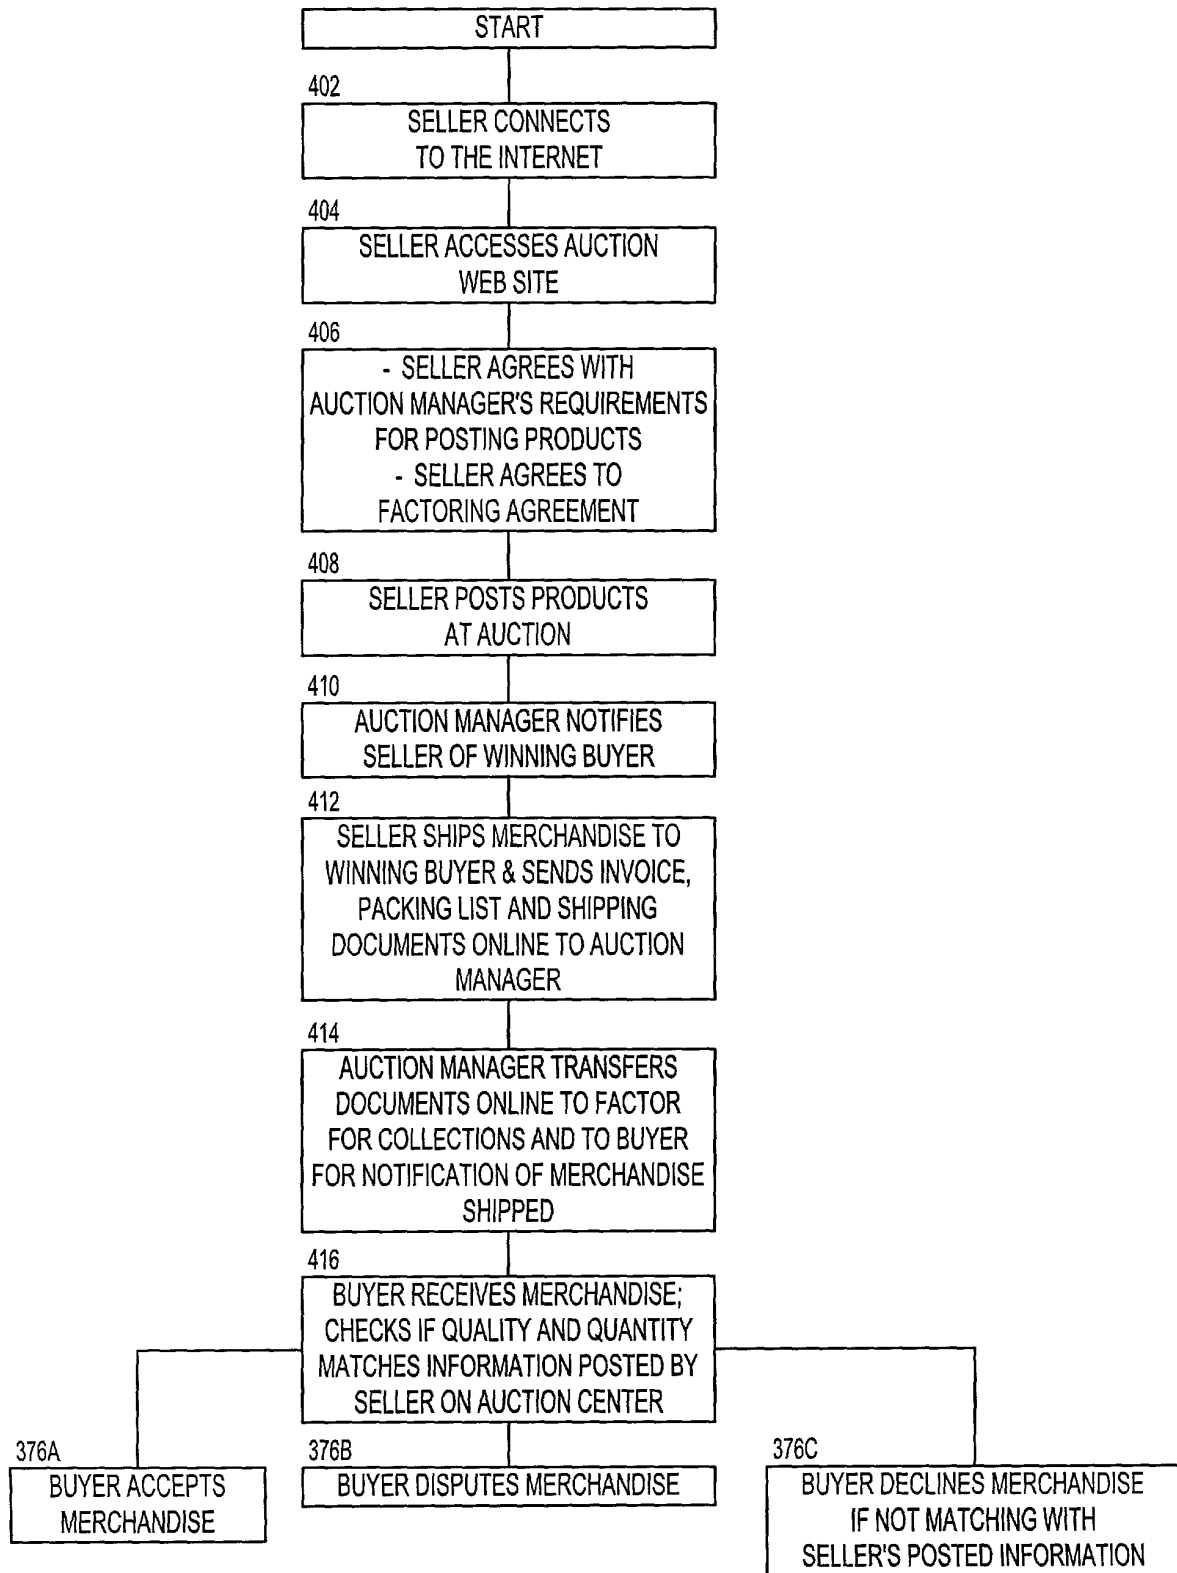 START
402
SELLER CONNECTS
TO THE INTERNET
404
SELLER ACCESSES AUCTION
WEB SITE
406
- SELLER AGREES WITH
AUCTION MANAGER'S REQUIREMENTS
FOR POSTING PRODUCTS
- SELLER AGREES TO
FACTORING AGREEMENT
408
SELLER POSTS PRODUCTS
AT AUCTION
410
AUCTION MANAGER NOTIFIES
SELLER OF WINNING BUYER
412
SELLER SHIPS MERCHANDISE TO
WINNING BUYER & SENDS INVOICE,
PACKING LIST AND SHIPPING
DOCUMENTS ONLINE TO AUCTION
MANAGER
414
AUCTION MANAGER TRANSFERS
DOCUMENTS ONLINE TO FACTOR
FOR COLLECTIONS AND TO BUYER
FOR NOTIFICATION OF MERCHANDISE
SHIPPED
416
BUYER RECEIVES MERCHANDISE;
CHECKS IF QUALITY AND QUANTITY
MATCHES INFORMATION POSTED BY
SELLER ON AUCTION CENTER
376A
BUYER ACCEPTS
MERCHANDISE
376B
BUYER DISPUTES MERCHANDISE
376C
BUYER DECLINES MERCHANDISE
IF NOT MATCHING WITH
SELLER'S POSTED INFORMATION